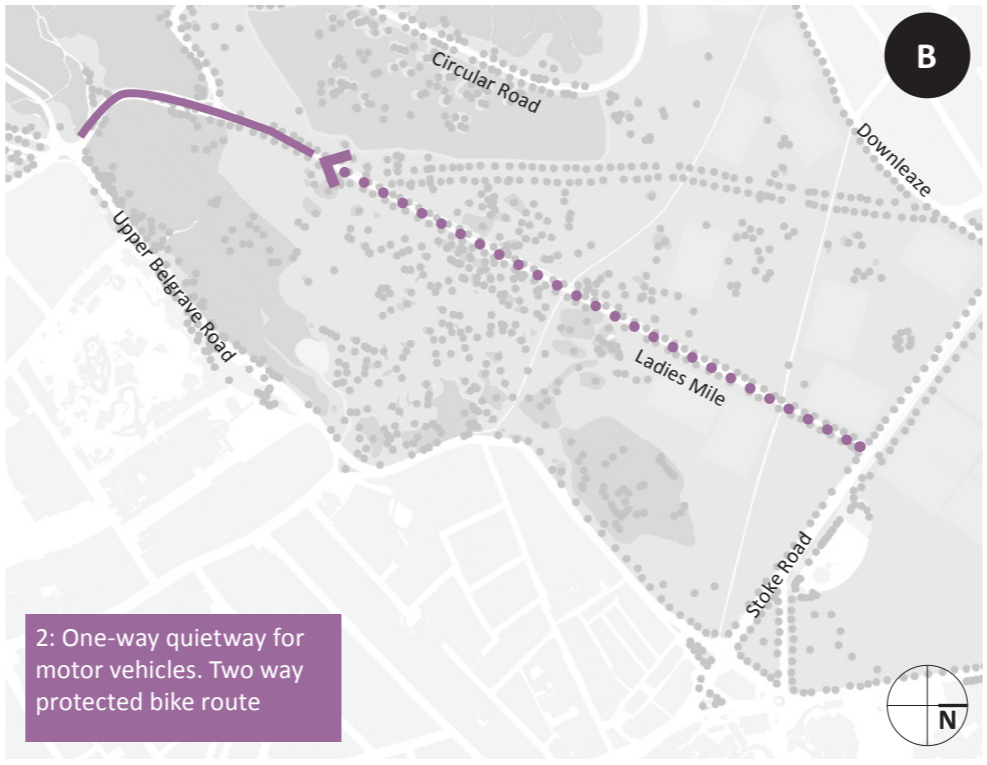 B
Circular Road
Downleaze
Upper Belgrave Road
Ladies Mile
Stoke Road
2: One-way quietway for
motor vehicles. Two way
protected bike route
N